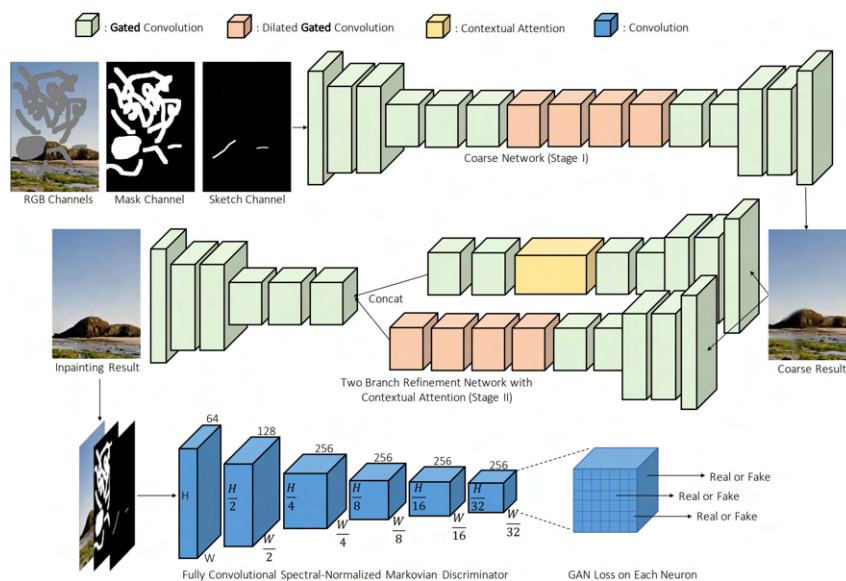 : Gated Convolution
: Dilated Gated Convolution
: Contextual Attention
: Convolution
RGB Channels
Mask Channel
Sketch Channel
Coarse Network (Stage I)
Concat
Inpainting Result
Two Branch Refinement Network with
Contextual Attention (Stage II)
Coarse Result
64
128
256
256
256
256
H
H/2
H/4
H/8
H/16
H/32
W
W/2
W/4
W/8
W/16
W/32
Real or Fake
Real or Fake
Real or Fake
Fully Convolutional Spectral-Normalized Markovian Discriminator
GAN Loss on Each Neuron